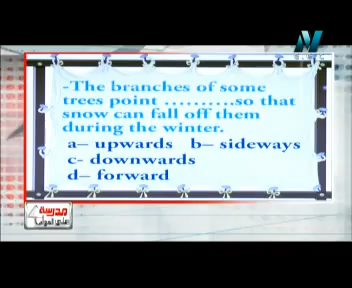 -The branches of some
trees point ..........so that
snow can fall off them
during the winter.
a– upwards b– sideways
c- downwards
d– forward
مدرسة
على الهواء